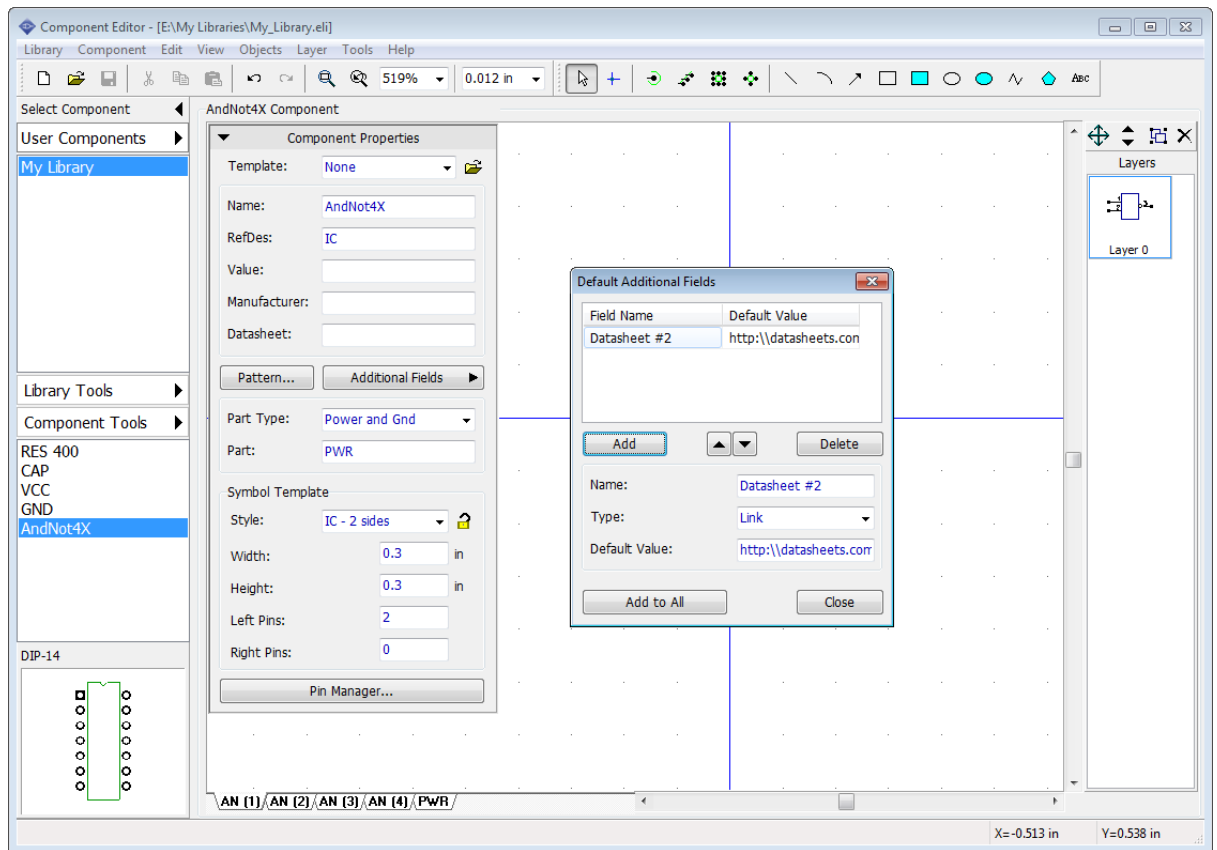 Component Editor - [E:\My Libraries\My_Library.eli]
Library Component Edit View Objects Layer Tools Help
519% 0.012 in ABC
Select Component
User Components
My Library
Library Tools
Component Tools
RES 400
CAP
VCC
GND
AndNot4X
DIP-14
AndNot4X Component
Component Properties
Template: None
Name: AndNot4X
RefDes: IC
Value:
Manufacturer:
Datasheet:
Pattern... Additional Fields
Part Type: Power and Gnd
Part: PWR
Symbol Template
Style: IC - 2 sides
Width: 0.3 in
Height: 0.3 in
Left Pins: 2
Right Pins: 0
Pin Manager...
Default Additional Fields
Field Name Default Value
Datasheet #2 http:\\datasheets.con
Add Delete
Name: Datasheet #2
Type: Link
Default Value: http:\\datasheets.com
Add to All Close
Layers
Layer 0
AN (1) AN (2) AN (3) AN (4) PWR
X=-0.513 in Y=0.538 in